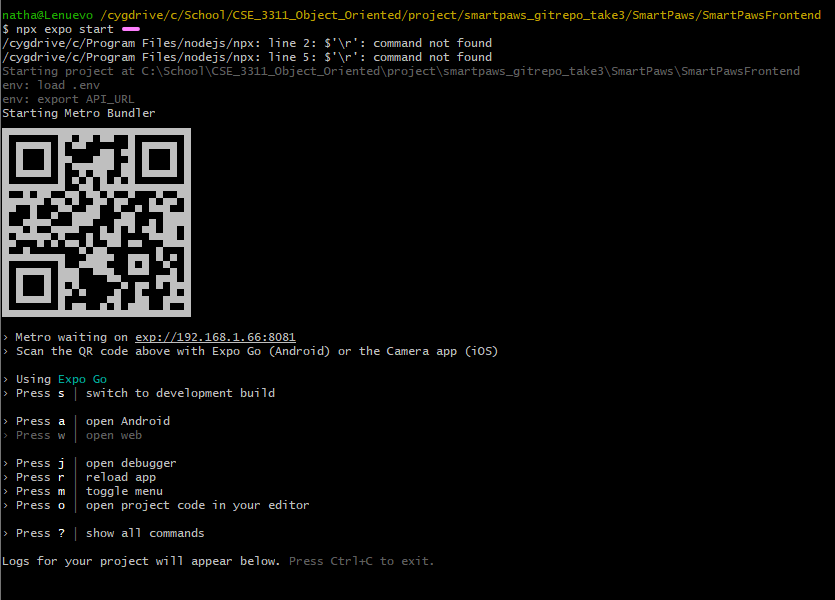 natha@Lenuevo /cygdrive/c/School/CSE_3311_Object_Oriented/project/smartpaws_gitrepo_take3/SmartPaws/SmartPawsFrontend
$ npx expo start
/cygdrive/c/Program Files/nodejs/npx: line 2: $'\r': command not found
/cygdrive/c/Program Files/nodejs/npx: line 5: $'\r': command not found
Starting project at C:\School\CSE_3311_Object_Oriented\project\smartpaws_gitrepo_take3\SmartPaws\SmartPawsFrontend
env: load .env
env: export API_URL
Starting Metro Bundler
› Metro waiting on exp://192.168.1.66:8081
› Scan the QR code above with Expo Go (Android) or the Camera app (iOS)
› Using Expo Go
› Press s │ switch to development build
› Press a │ open Android
› Press w │ open web
› Press j │ open debugger
› Press r │ reload app
› Press m │ toggle menu
› Press o │ open project code in your editor
› Press ? │ show all commands
Logs for your project will appear below. Press Ctrl+C to exit.